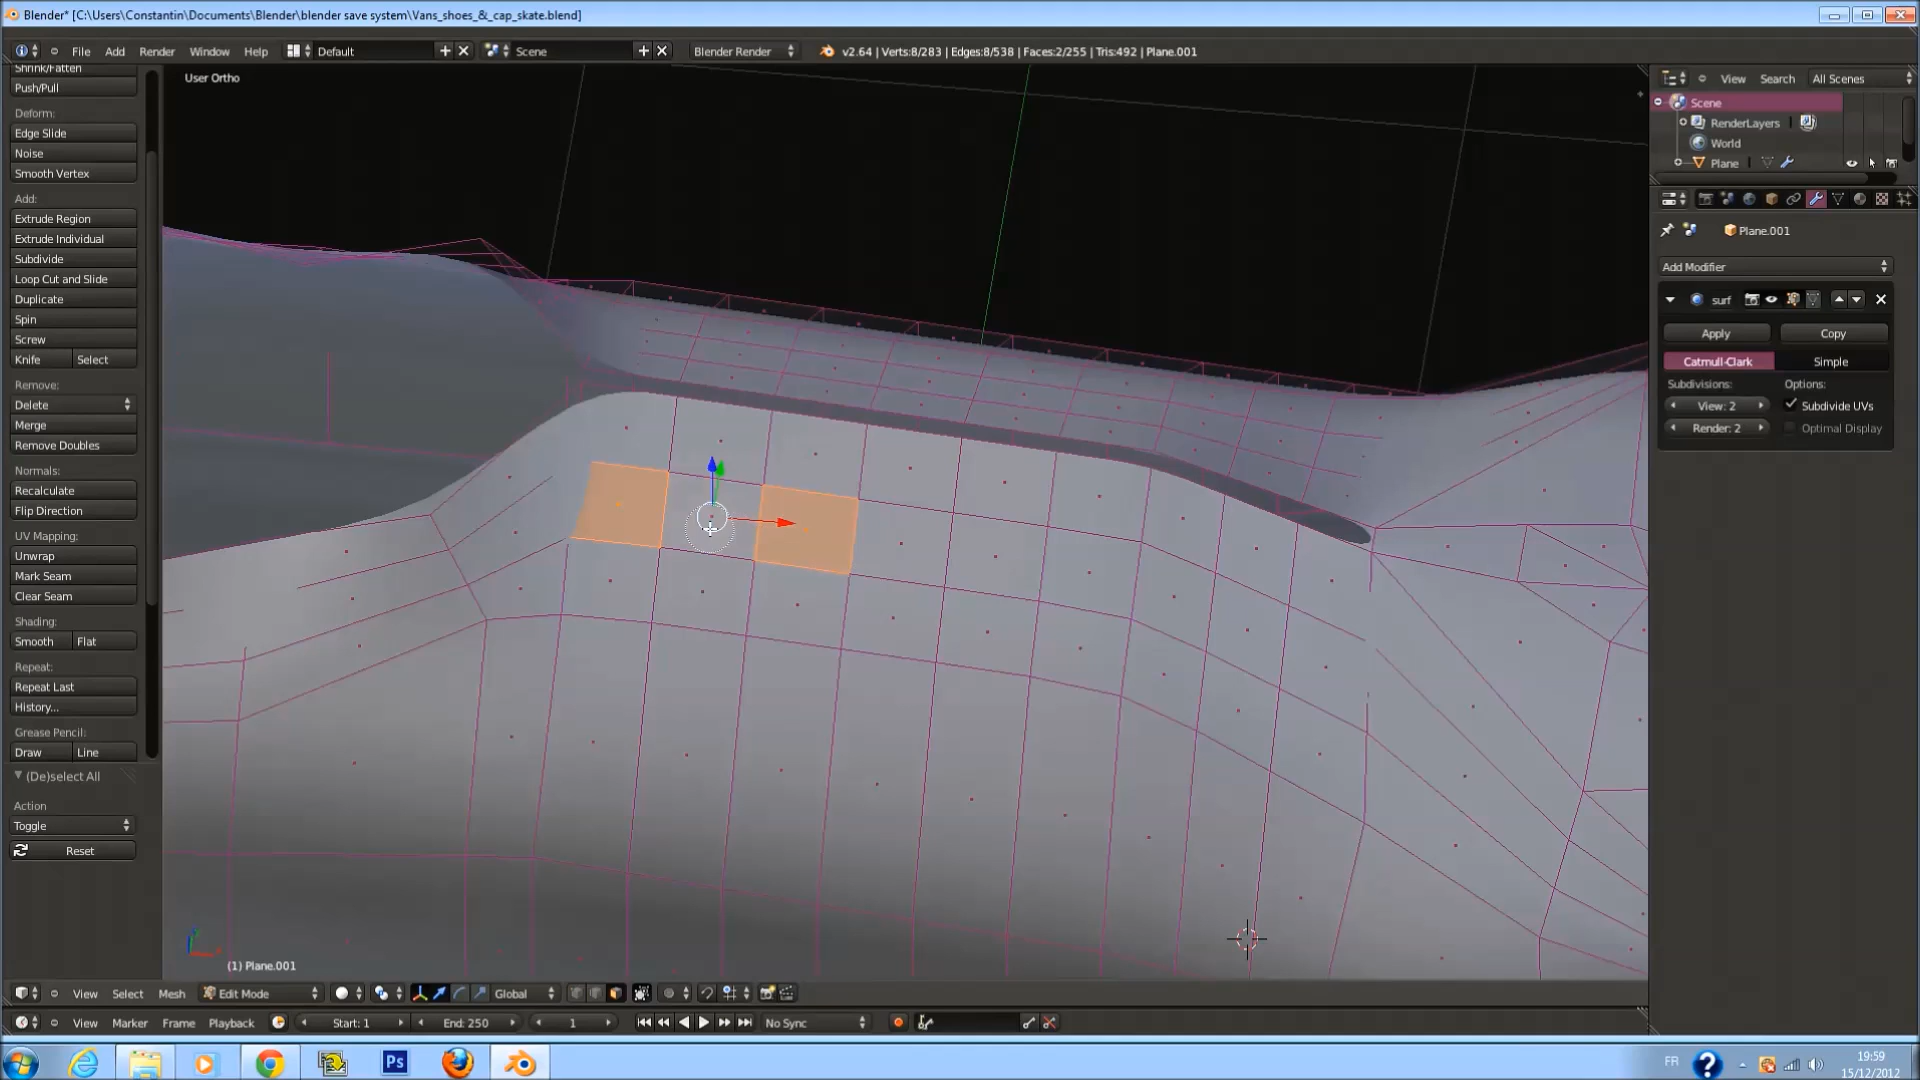 Blender* [C:\Users\Constantin\Documents\Blender\blender save system\Vans_shoes_&_cap_skate.blend]
File Add Render Window Help Default Scene Blender Render v2.64 | Verts:8/283 | Edges:8/538 | Faces:2/255 | Tris:492 | Plane.001
Shrink/Fatten
Push/Pull
Deform:
Edge Slide
Noise
Smooth Vertex
Add:
Extrude Region
Extrude Individual
Subdivide
Loop Cut and Slide
Duplicate
Spin
Screw
Knife Select
Remove:
Delete
Merge
Remove Doubles
Normals:
Recalculate
Flip Direction
UV Mapping:
Unwrap
Mark Seam
Clear Seam
Shading:
Smooth Flat
Repeat:
Repeat Last
History...
Grease Pencil:
Draw Line
(De)select All
Action
Toggle
Reset
User Ortho
(1) Plane.001
View Search All Scenes
Scene
RenderLayers
World
Plane
Plane.001
Add Modifier
surf
Apply Copy
Catmull-Clark Simple
Subdivisions: Options:
View: 2 Subdivide UVs
Render: 2 Optimal Display
View Select Mesh Edit Mode Global
View Marker Frame Playback Start: 1 End: 250 1 No Sync
Ps
FR
?
19:59
15/12/2012